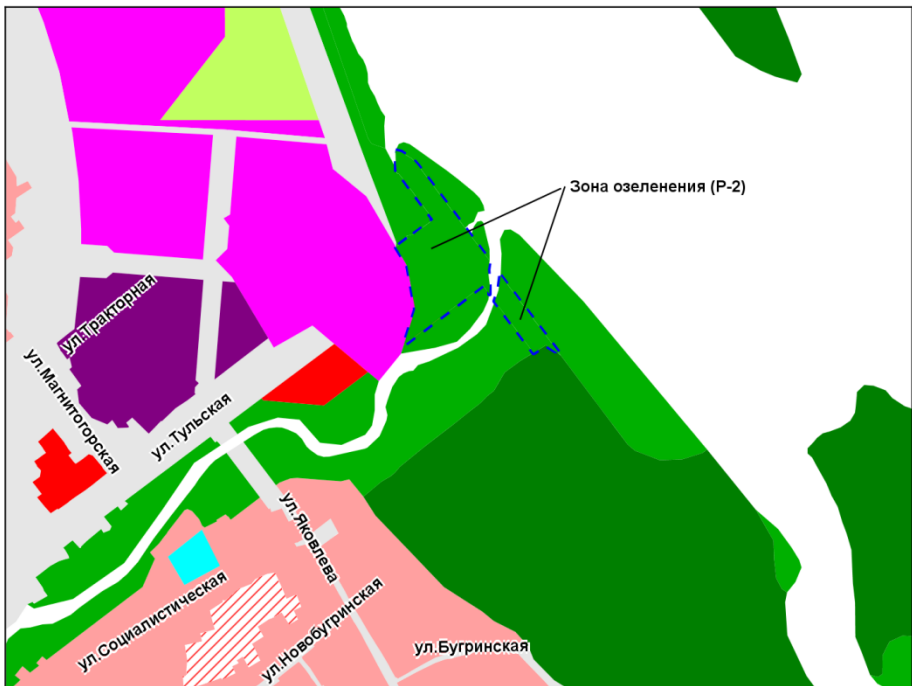 Зона озеленения (Р-2)
ул.Тракторная
ул.Магнитогорская
ул.Тульская
ул.Яковлева
ул.Социалистическая
ул.Новобугринская
ул.Бугринская